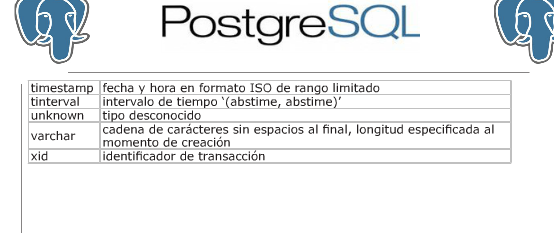 PostgreSQL
timestamp fecha y hora en formato ISO de rango limitado
tinterval intervalo de tiempo ‘(abstime, abstime)’
unknown tipo desconocido
varchar cadena de carácteres sin espacios al final, longitud especificada al
momento de creación
xid identificador de transacción